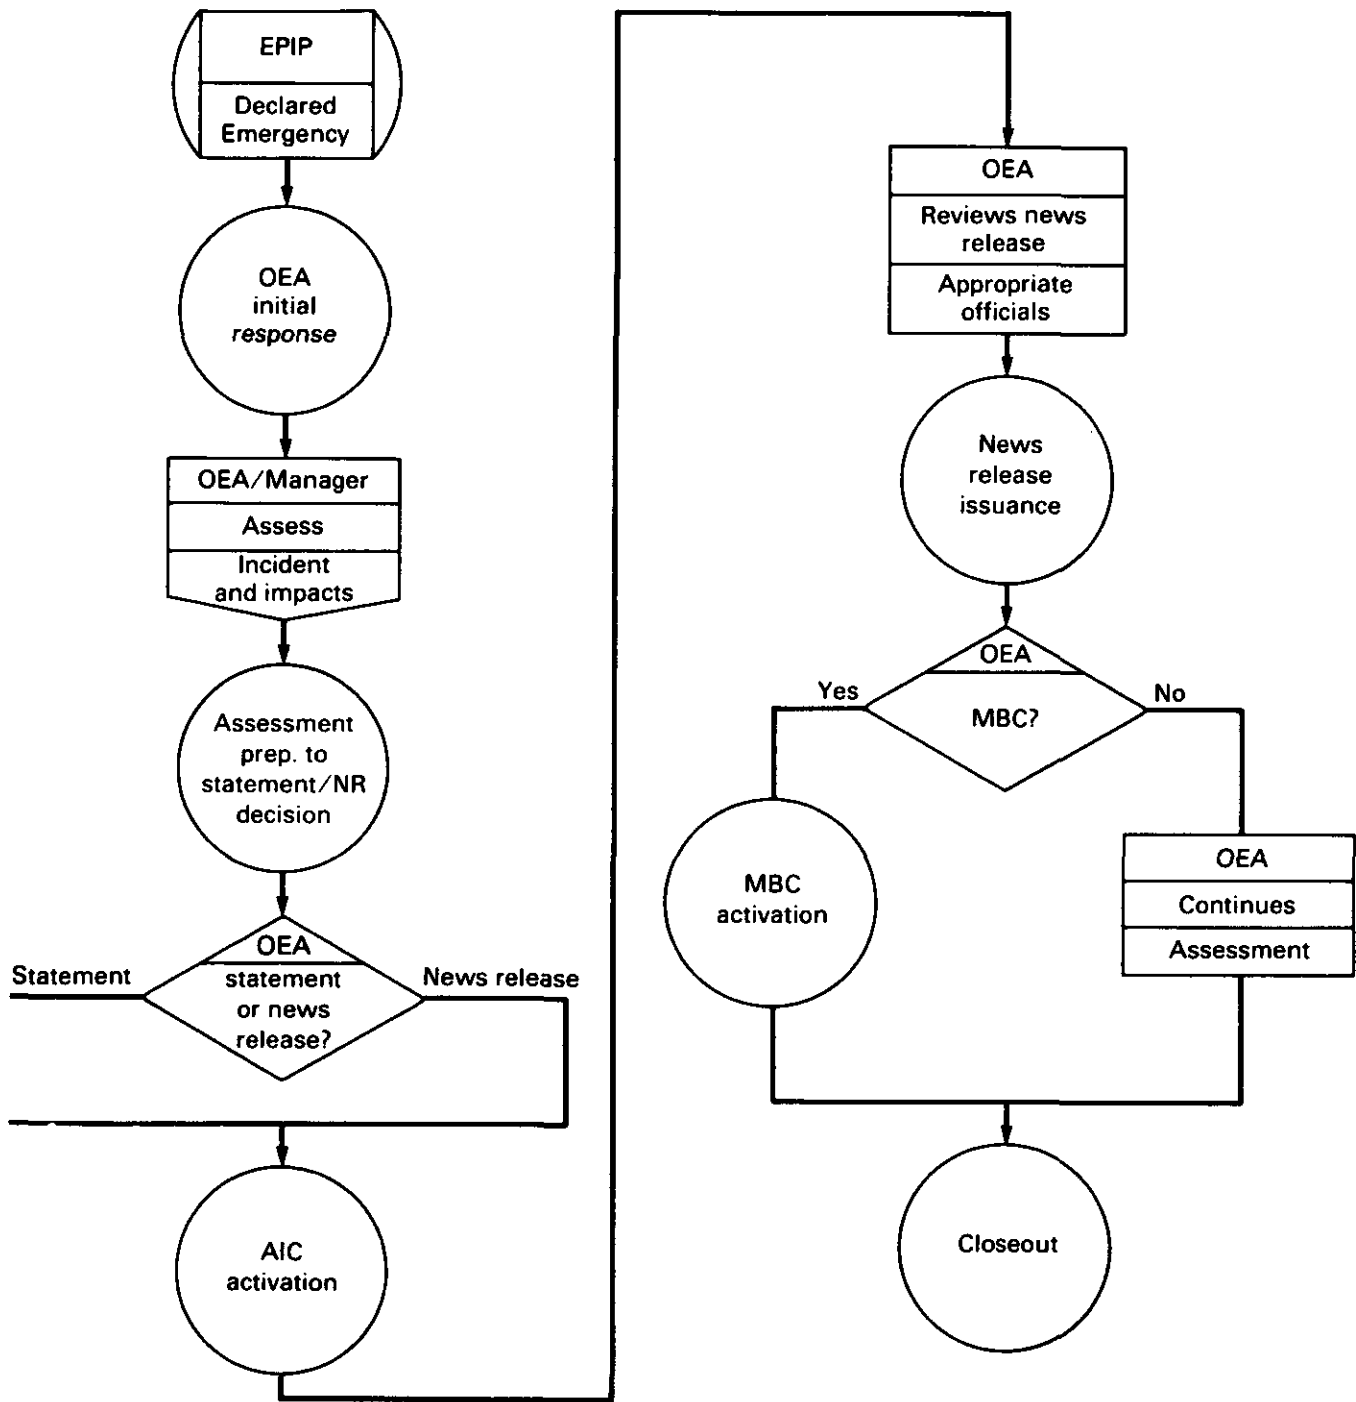 EPIP
Declared
Emergency
OEA
initial
response
OEA/Manager
Assess
Incident
and impacts
Assessment
prep. to
statement/NR
decision
OEA
Statement
News release
statement
or news
release?
AIC
activation
OEA
Reviews news
release
Appropriate
officials
News
release
issuance
OEA
Yes
No
MBC?
MBC
activation
OEA
Continues
Assessment
Closeout